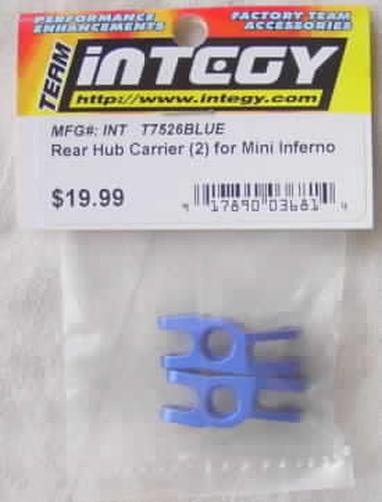 PERFORMANCE ENHANCEMENTS
FACTORY TEAM ACCESSORIES
TEAM
iNTEGY
http://www.integy.com
MFG#: INT T7526BLUE
Rear Hub Carrier (2) for Mini Inferno
$19.99
17890 03681